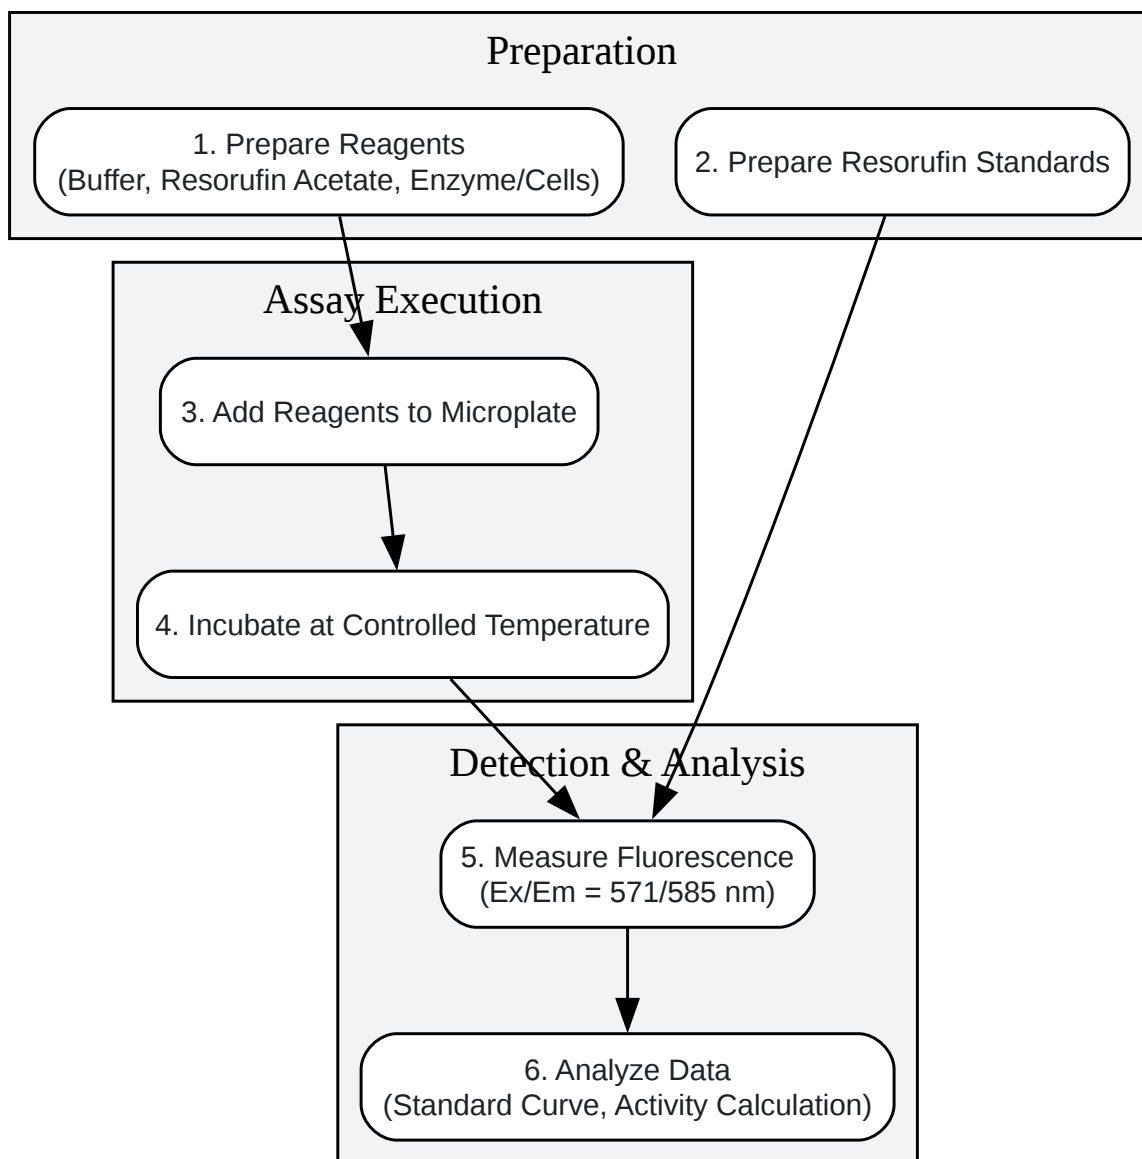 Preparation
1. Prepare Reagents
(Buffer, Resorufin Acetate, Enzyme/Cells)
2. Prepare Resorufin Standards
Assay Execution
3. Add Reagents to Microplate
4. Incubate at Controlled Temperature
Detection & Analysis
5. Measure Fluorescence
(Ex/Em = 571/585 nm)
6. Analyze Data
(Standard Curve, Activity Calculation)